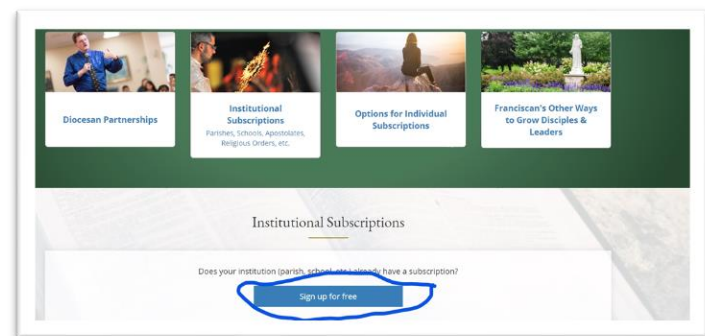 Diocesan Partnerships
Institutional
Subscriptions
Parishes, Schools, Apostolates,
Religious Orders, etc.
Options for Individual
Subscriptions
Franciscan's Other Ways
to Grow Disciples &
Leaders
Institutional Subscriptions
Does your institution (parish, school, etc.) already have a subscription?
Sign up for free